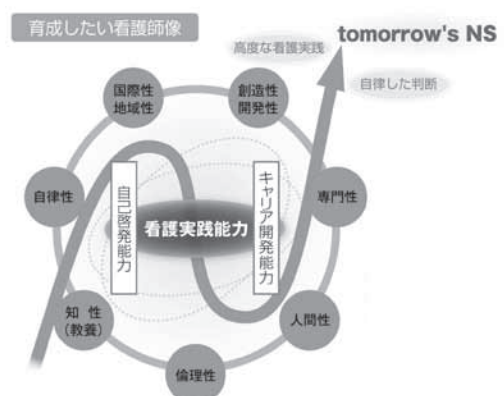 育成したい看護師像
tomorrow's NS
高度な看護実践
自律した判断
国際性
地域性
創造性
開発性
自律性
自己啓発能力
看護実践能力
キャリア開発能力
専門性
知 性
(教養)
人間性
倫理性